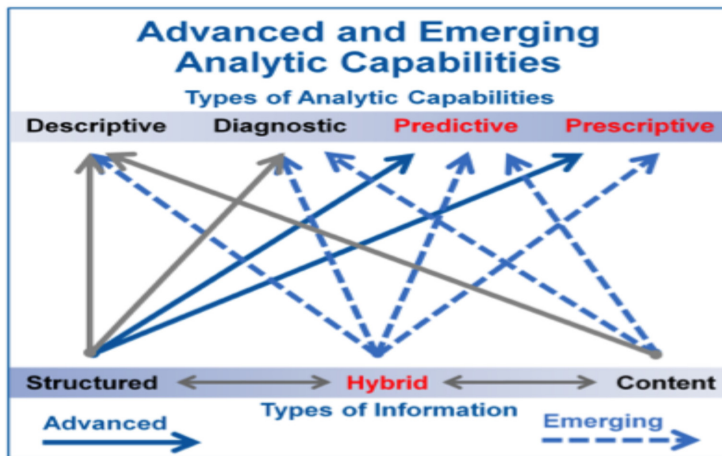 Advanced and Emerging
Analytic Capabilities
Types of Analytic Capabilities
Descriptive Diagnostic Predictive Prescriptive
Structured Hybrid Content
Types of Information
Advanced Emerging